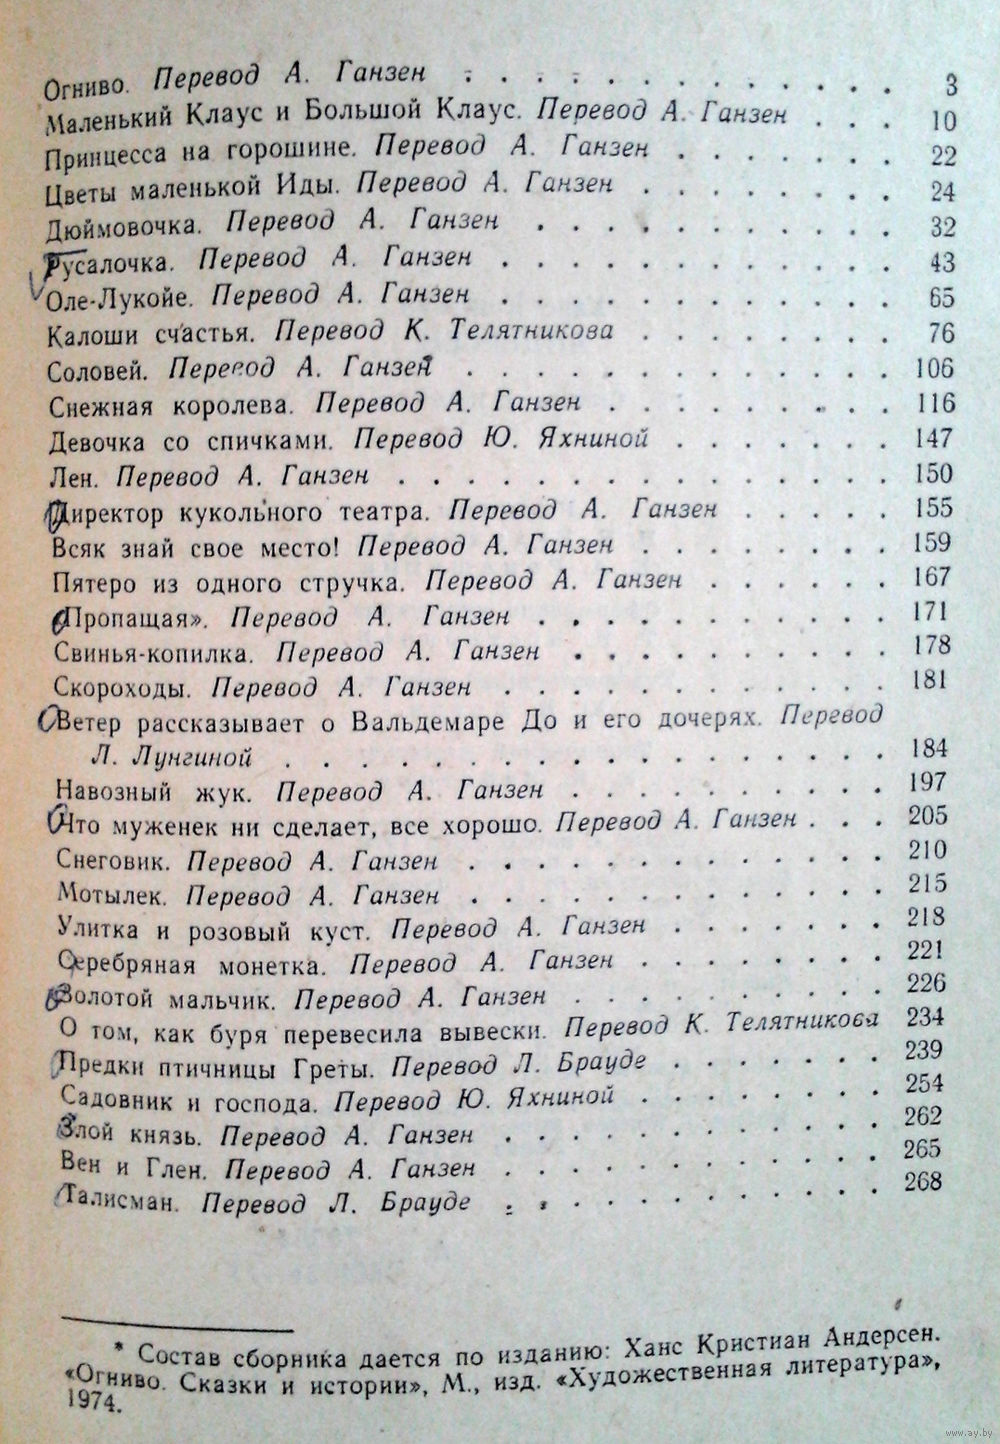 Огниво. Перевод А. Ганзен . . . . . . . . . . . . . 3
Маленький Клаус и Большой Клаус. Перевод А. Ганзен . . . 10
Принцесса на горошине. Перевод А. Ганзен . . . . . . . 22
Цветы маленькой Иды. Перевод А. Ганзен . . . . . . . . 24
Дюймовочка. Перевод А. Ганзен . . . . . . . . . . . 32
Русалочка. Перевод А. Ганзен . . . . . . . . . . . . 43
Оле-Лукойе. Перевод А. Ганзен . . . . . . . . . . . . 65
Калоши счастья. Перевод К. Телятникова . . . . . . . . 76
Соловей. Перевод А. Ганзен . . . . . . . . . . . . . 106
Снежная королева. Перевод А. Ганзен . . . . . . . . . 116
Девочка со спичками. Перевод Ю. Яхниной . . . . . . . 147
Лен. Перевод А. Ганзен . . . . . . . . . . . . . . . 150
Директор кукольного театра. Перевод А. Ганзен . . . . . 155
Всяк знай свое место! Перевод А. Ганзен . . . . . . . . 159
Пятеро из одного стручка. Перевод А. Ганзен . . . . . . 167
«Пропащая». Перевод А. Ганзен . . . . . . . . . . . 171
Свинья-копилка. Перевод А. Ганзен . . . . . . . . . . 178
Скороходы. Перевод А. Ганзен . . . . . . . . . . . . 181
Ветер рассказывает о Вальдемаре До и его дочерях. Перевод
Л. Лунгиной . . . . . . . . . . . . . . . . . 184
Навозный жук. Перевод А. Ганзен . . . . . . . . . . 197
Что муженек ни сделает, все хорошо. Перевод А. Ганзен . . . 205
Снеговик. Перевод А. Ганзен . . . . . . . . . . . . . 210
Мотылек. Перевод А. Ганзен . . . . . . . . . . . . . 215
Улитка и розовый куст. Перевод А. Ганзен . . . . . . . 218
Серебряная монетка. Перевод А. Ганзен . . . . . . . . 221
Золотой мальчик. Перевод А. Ганзен . . . . . . . . . . 226
О том, как буря перевесила вывески. Перевод К. Телятникова 234
Предки птичницы Греты. Перевод Л. Брауде . . . . . . . 239
Садовник и господа. Перевод Ю. Яхниной . . . . . . . . 254
Злой князь. Перевод А. Ганзен . . . . . . . . . . . . 262
Вен и Глен. Перевод А. Ганзен . . . . . . . . . . . . 265
Талисман. Перевод Л. Брауде . . . . . . . . . . . . 268
* Состав сборника дается по изданию: Ханс Кристиан Андерсен.
«Огниво. Сказки и истории», М., изд. «Художественная литература»,
1974.
www.ay.by